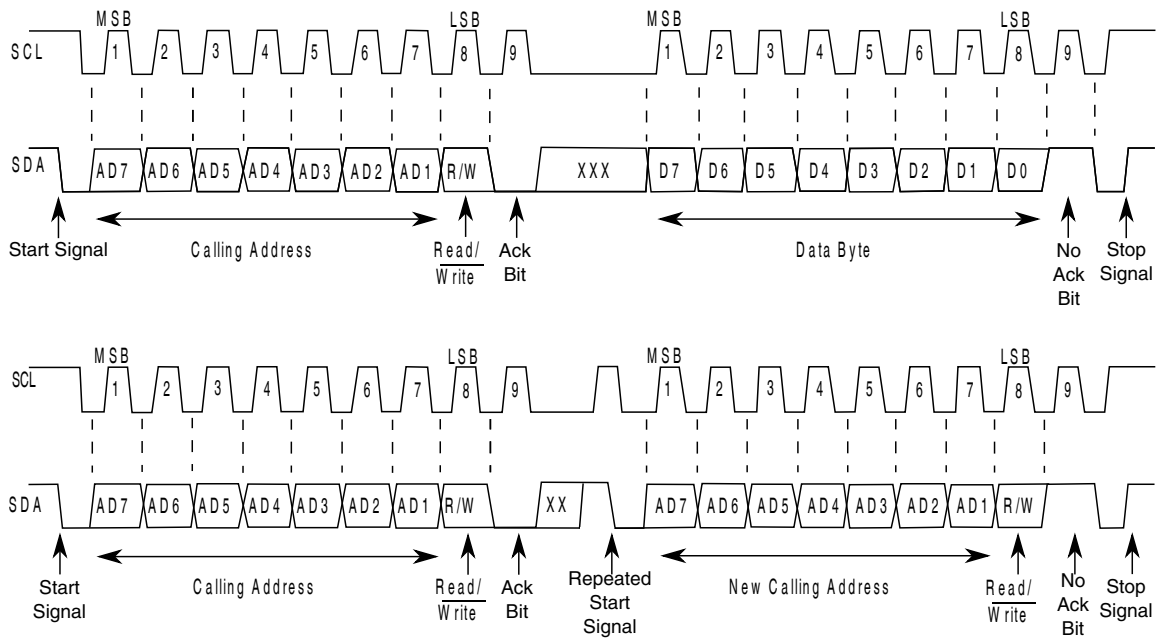 MSB LSB MSB LSB
SCL 1 2 3 4 5 6 7 8 9 1 2 3 4 5 6 7 8 9
SDA AD7 AD6 AD5 AD4 AD3 AD2 AD1 R/W XXX D7 D6 D5 D4 D3 D2 D1 D0
Start Signal Calling Address Read/ Ack Data Byte No Stop
Write Bit Ack Signal
Bit
MSB LSB MSB LSB
SCL 1 2 3 4 5 6 7 8 9 1 2 3 4 5 6 7 8 9
SDA AD7 AD6 AD5 AD4 AD3 AD2 AD1 R/W XX AD7 AD6 AD5 AD4 AD3 AD2 AD1 R/W
Start Calling Address Read/ Ack Repeated New Calling Address Read/ No Stop
Signal Write Bit Start Write Ack Signal
Signal Bit